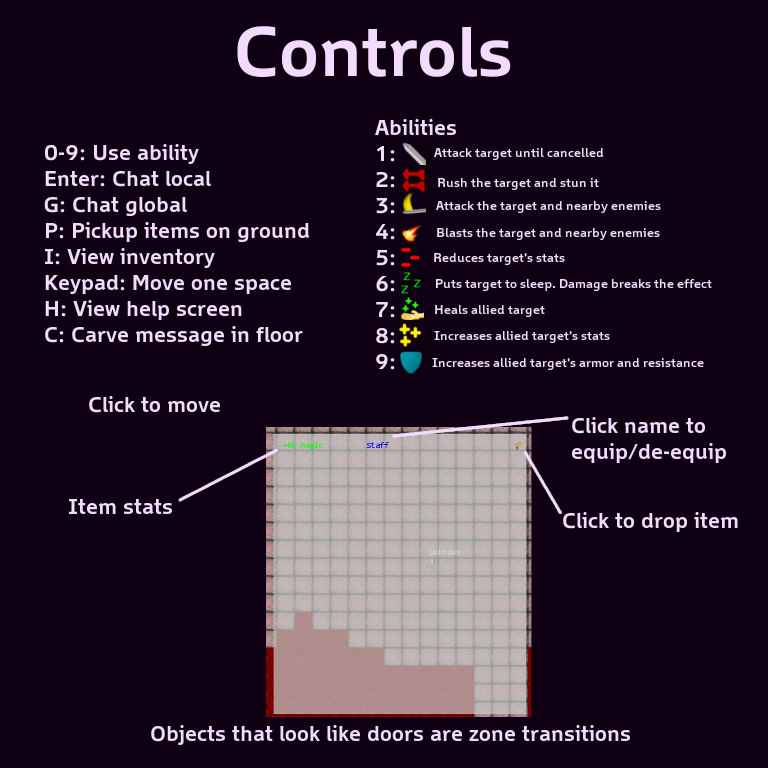 Controls
0-9: Use ability
Enter: Chat local
G: Chat global
P: Pickup items on ground
I: View inventory
Keypad: Move one space
H: View help screen
C: Carve message in floor
Abilities
1: Attack target until cancelled
2: Rush the target and stun it
3: Attack the target and nearby enemies
4: Blasts the target and nearby enemies
5: Reduces target's stats
6: Puts target to sleep. Damage breaks the effect
7: Heals allied target
8: Increases allied target's stats
9: Increases allied target's armor and resistance
Click to move
Click name to
equip/de-equip
magic
Staff
Item stats
Click to drop item
Unknown
Objects that look like doors are zone transitions